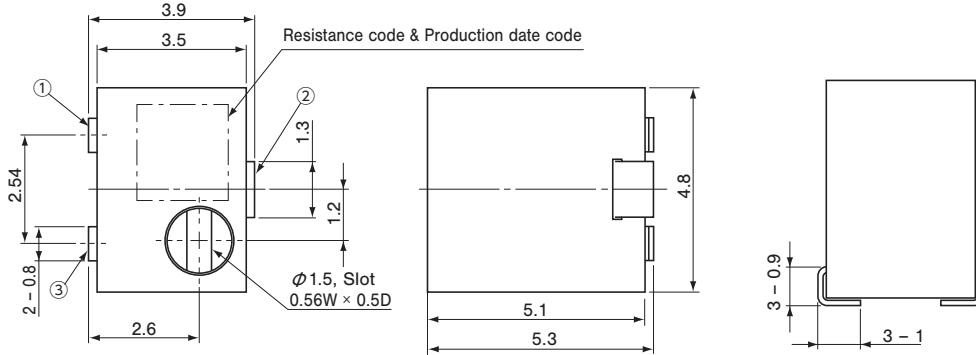 3.9
3.5
Resistance code & Production date code
①
②
1.3
2.54
1.2
4.8
2 – 0.8
③
ϕ1.5, Slot
0.56W × 0.5D
2.6
5.1
5.3
3 – 0.9
3 – 1